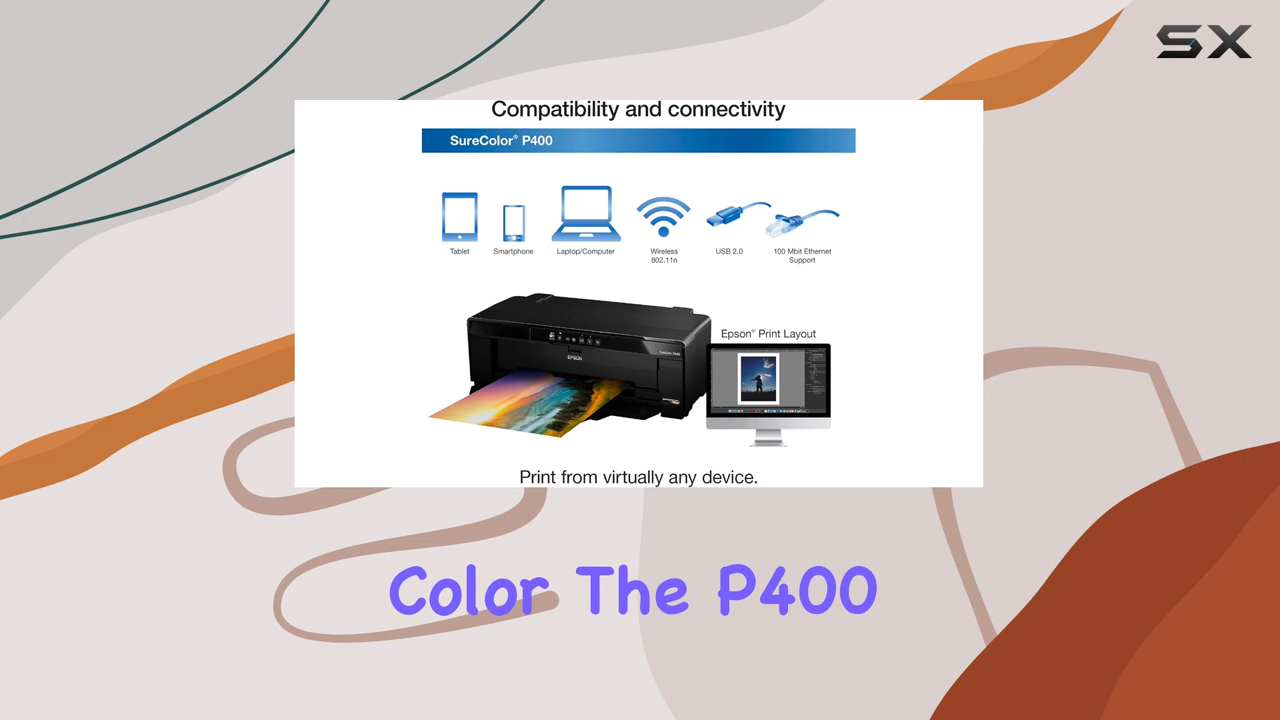 SX
Compatibility and connectivity
SureColor® P400
Tablet
Smartphone
Laptop/Computer
Wireless
802.11n
USB 2.0
100 Mbit Ethernet
Support
Epson® Print Layout
EPSON
Print from virtually any device.
Color The P400